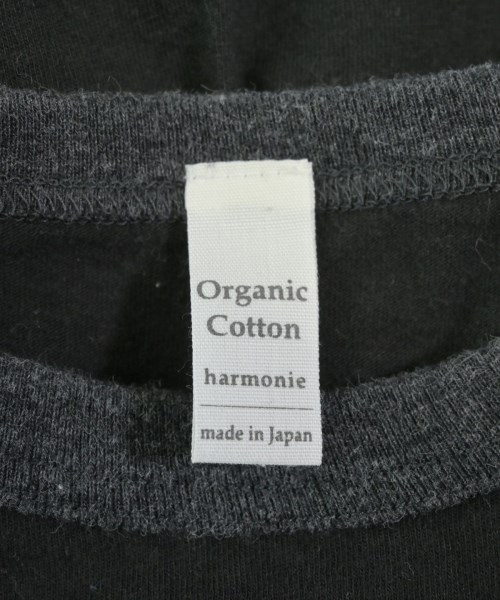 Organic
Cotton
harmonie
made in Japan